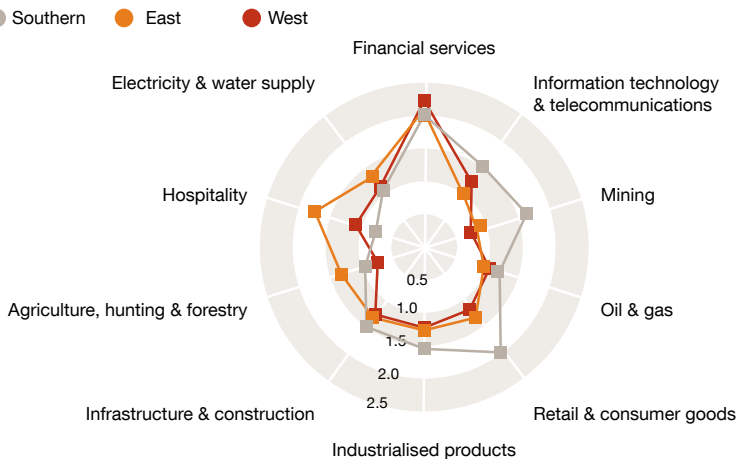 Southern East West
Financial services
Electricity & water supply
Information technology
& telecommunications
Hospitality
Mining
0.5
Agriculture, hunting & forestry
1.0
Oil & gas
1.5
2.0
2.5
Infrastructure & construction
Retail & consumer goods
Industrialised products